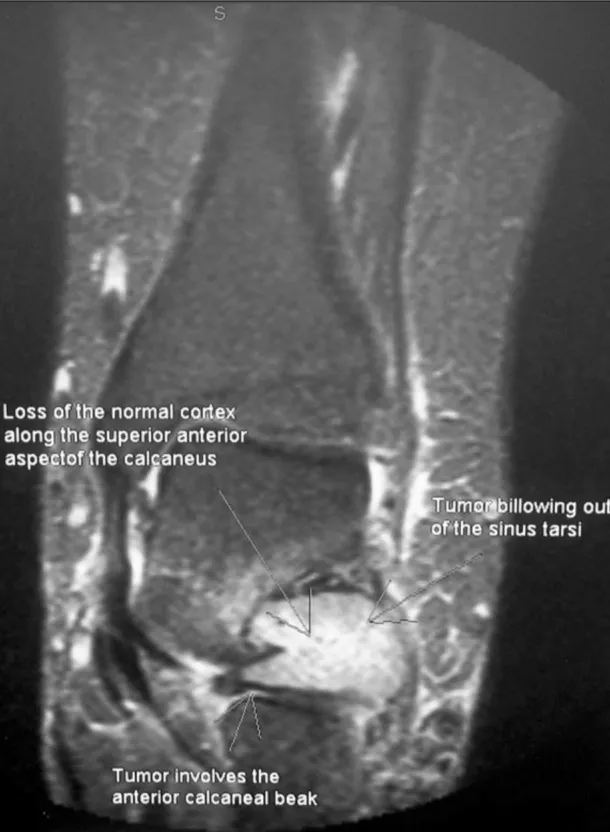 S
Loss of the normal cortex
along the superior anterior
aspectof the calcaneus
Tumor billowing out
of the sinus tarsi
Tumor involves the
anterior calcaneal beak